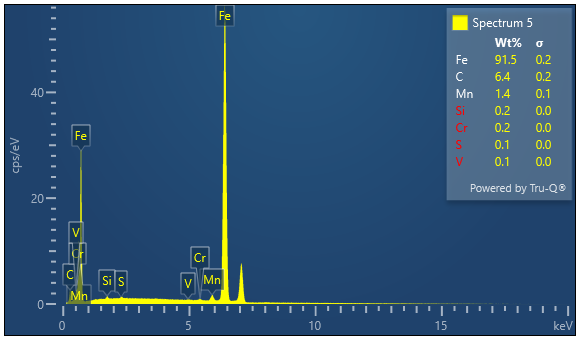 Fe
Spectrum 5
Wt% σ
Fe 91.5 0.2
C 6.4 0.2
Mn 1.4 0.1
Si 0.2 0.0
Cr 0.2 0.0
S 0.1 0.0
V 0.1 0.0
Powered by Tru-Q®
cps/eV
40
20
0
Fe
V
Cr
C
Mn
Si
S
V
Cr
Mn
0 5 10 15 keV